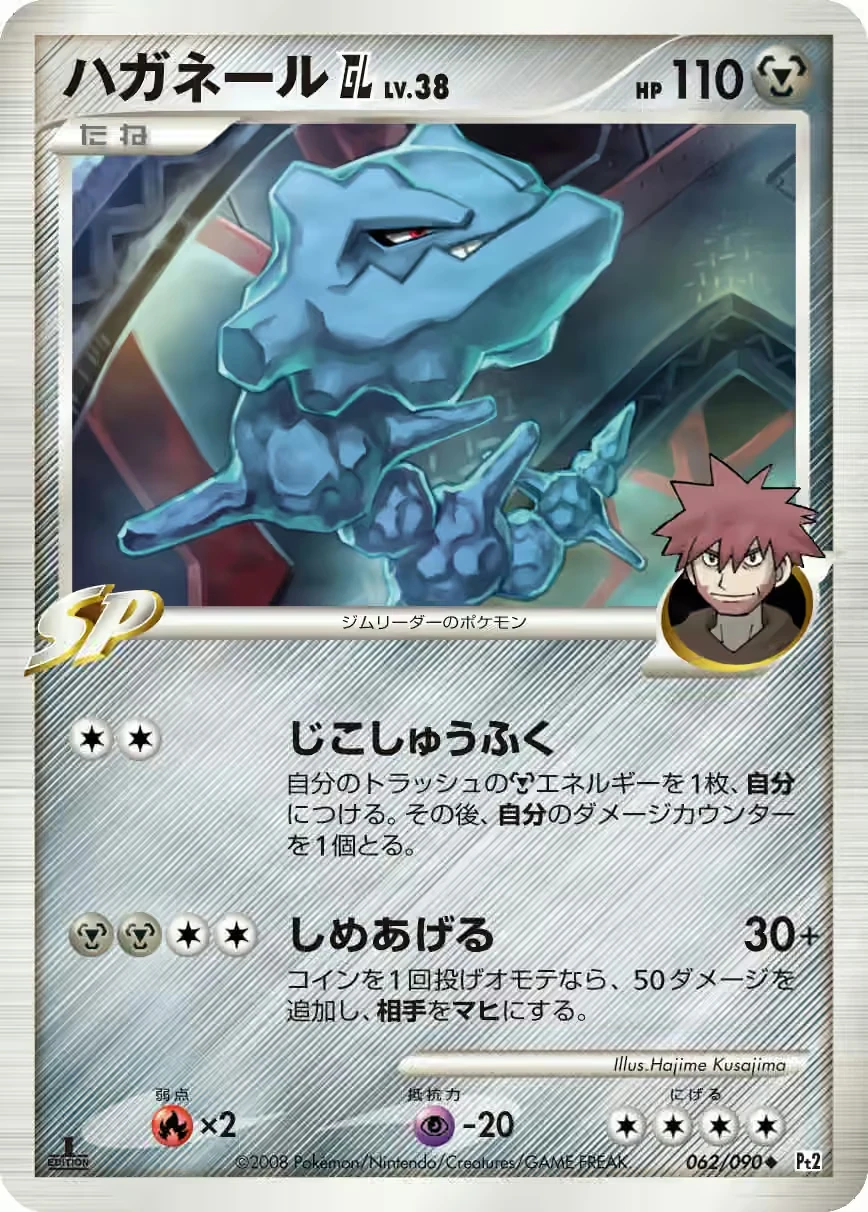 ハガネール GL LV.38 HP 110
たね
SP ジムリーダーのポケモン
じこしゅうふく
自分のトラッシュのエネルギーを1枚、自分
につける。その後、自分のダメージカウンター
を1個とる。
しめあげる 30+
コインを1回投げオモテなら、50ダメージを
追加し、相手をマヒにする。
Illus.Hajime Kusajima
弱点 抵抗力 にげる
×2 -20
1 EDITION ©2008 Pokémon/Nintendo/Creatures/GAME FREAK. 062/090 Pt2